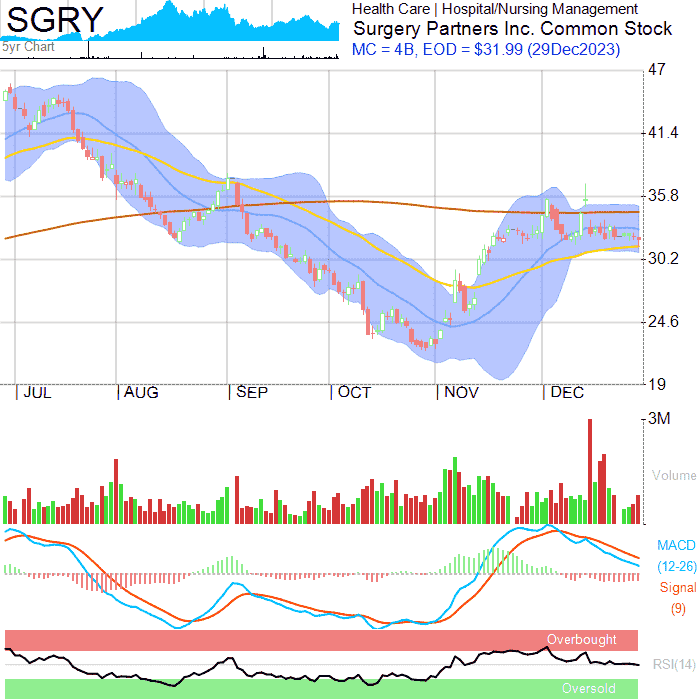 SGRY
5yr Chart
Health Care | Hospital/Nursing Management
Surgery Partners Inc. Common Stock
MC = 4B, EOD = $31.99 (29Dec2023)
47
41.4
35.8
30.2
24.6
19
JUL AUG SEP OCT NOV DEC
3M
Volume
MACD
(12-26)
Signal
(9)
Overbought
RSI(14)
Oversold